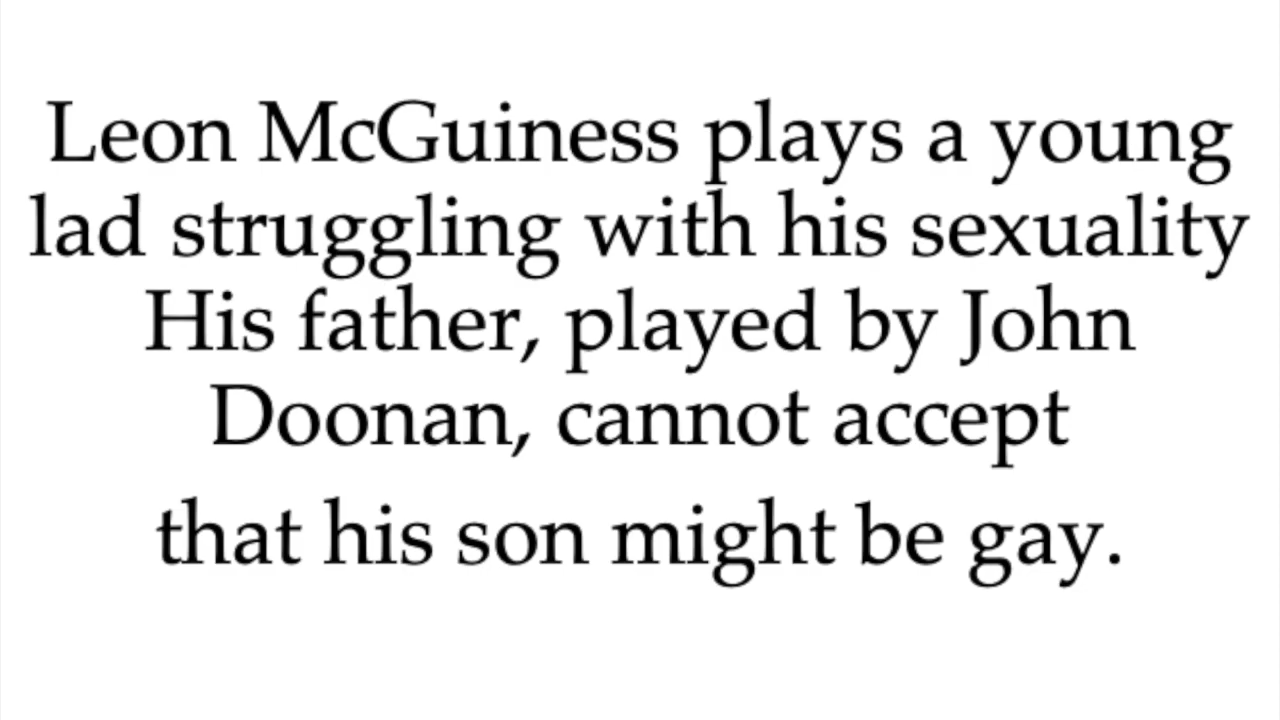 Leon McGuiness plays a young
lad struggling with his sexuality
His father, played by John
Doonan, cannot accept
that his son might be gay.